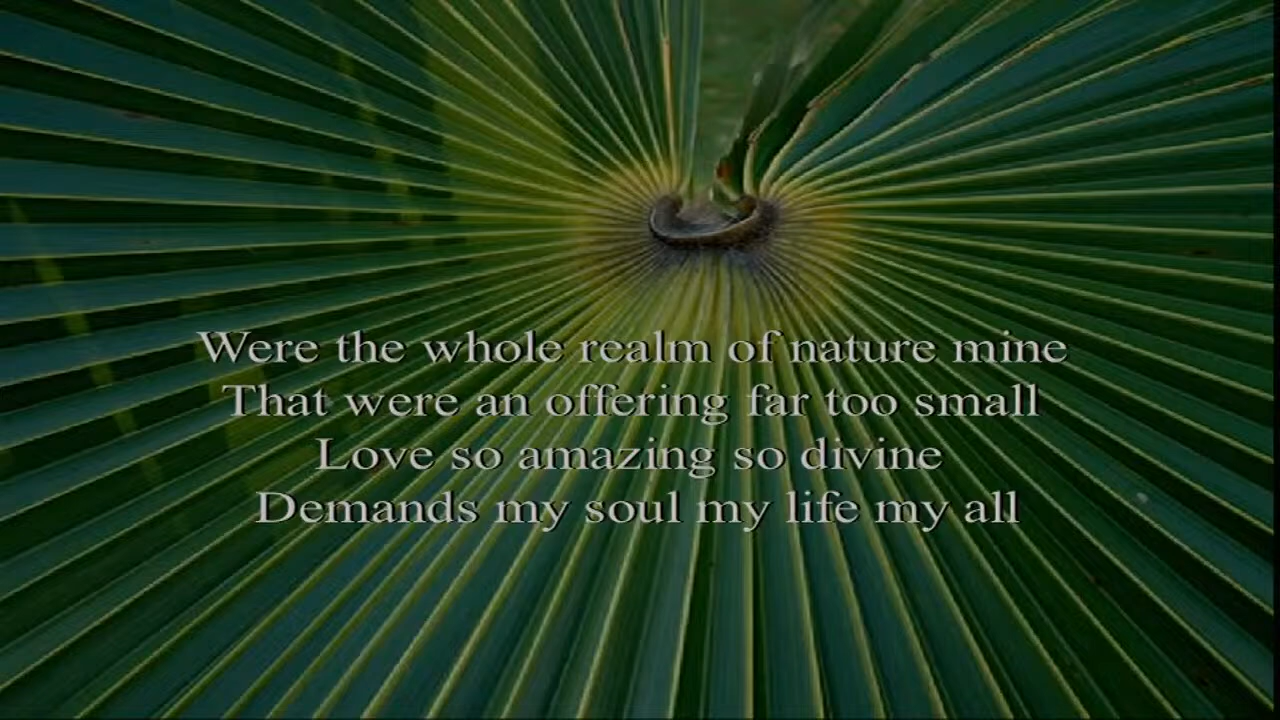 Were the whole realm of nature mine
That were an offering far too small
Love so amazing so divine
Demands my soul my life my all